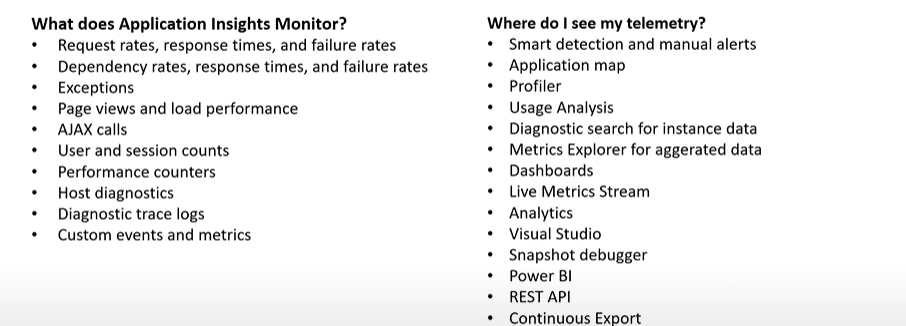 What does Application Insights Monitor?
• Request rates, response times, and failure rates
• Dependency rates, response times, and failure rates
• Exceptions
• Page views and load performance
• AJAX calls
• User and session counts
• Performance counters
• Host diagnostics
• Diagnostic trace logs
• Custom events and metrics
Where do I see my telemetry?
• Smart detection and manual alerts
• Application map
• Profiler
• Usage Analysis
• Diagnostic search for instance data
• Metrics Explorer for aggerated data
• Dashboards
• Live Metrics Stream
• Analytics
• Visual Studio
• Snapshot debugger
• Power BI
• REST API
• Continuous Export